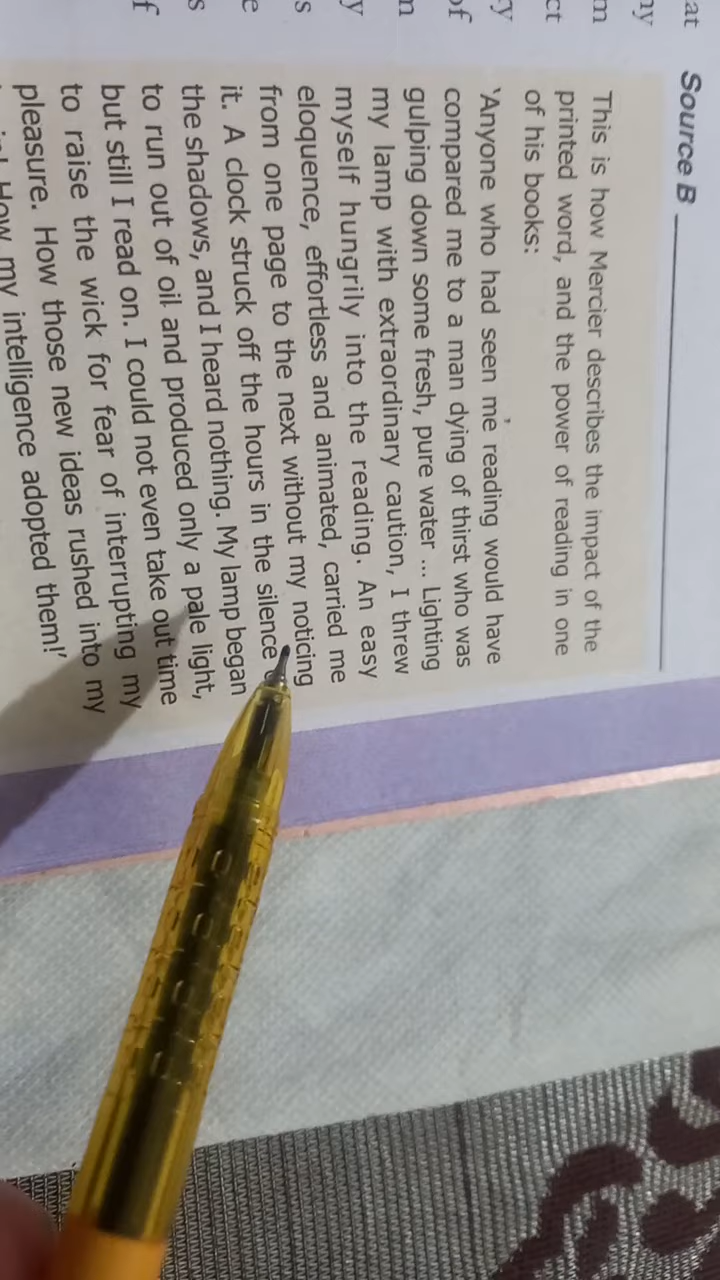 at
ny
m
ct
ry
of
m
y
s
e
s
f
Source B
This is how Mercier describes the impact of the
printed word, and the power of reading in one
of his books:
'Anyone who had seen me reading would have
compared me to a man dying of thirst who was
gulping down some fresh, pure water ... Lighting
my lamp with extraordinary caution, I threw
myself hungrily into the reading. An easy
eloquence, effortless and animated, carried me
from one page to the next without my noticing
it. A clock struck off the hours in the silence
the shadows, and I heard nothing. My lamp began
to run out of oil and produced only a pale light,
but still I read on. I could not even take out time
to raise the wick for fear of interrupting my
pleasure. How those new ideas rushed into my
How my intelligence adopted them!'